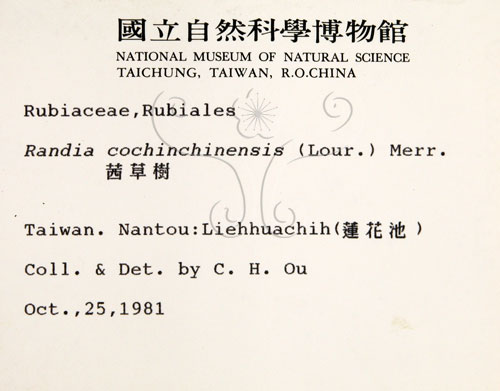 國立自然科學博物館
NATIONAL MUSEUM OF NATURAL SCIENCE
TAICHUNG, TAIWAN, R.O.CHINA
Rubiaceae,Rubiales
Randia cochinchinensis (Lour.) Merr.
茜草樹
Taiwan. Nantou:Liehhuachih(蓮花池)
Coll. & Det. by C. H. Ou
Oct.,25,1981